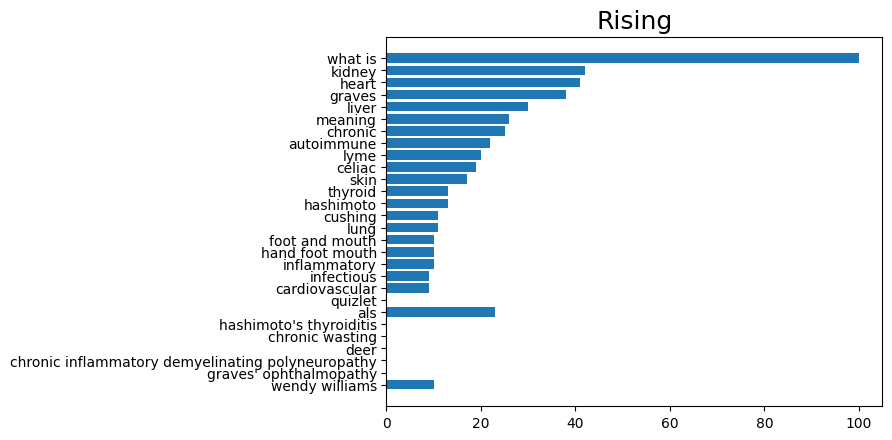 Rising
what is
kidney
heart
graves
liver
meaning
chronic
autoimmune
lyme
celiac
skin
thyroid
hashimoto
cushing
lung
foot and mouth
hand foot mouth
inflammatory
infectious
cardiovascular
quizlet
als
hashimoto's thyroiditis
chronic wasting
deer
chronic inflammatory demyelinating polyneuropathy
graves' ophthalmopathy
wendy williams
0 20 40 60 80 100